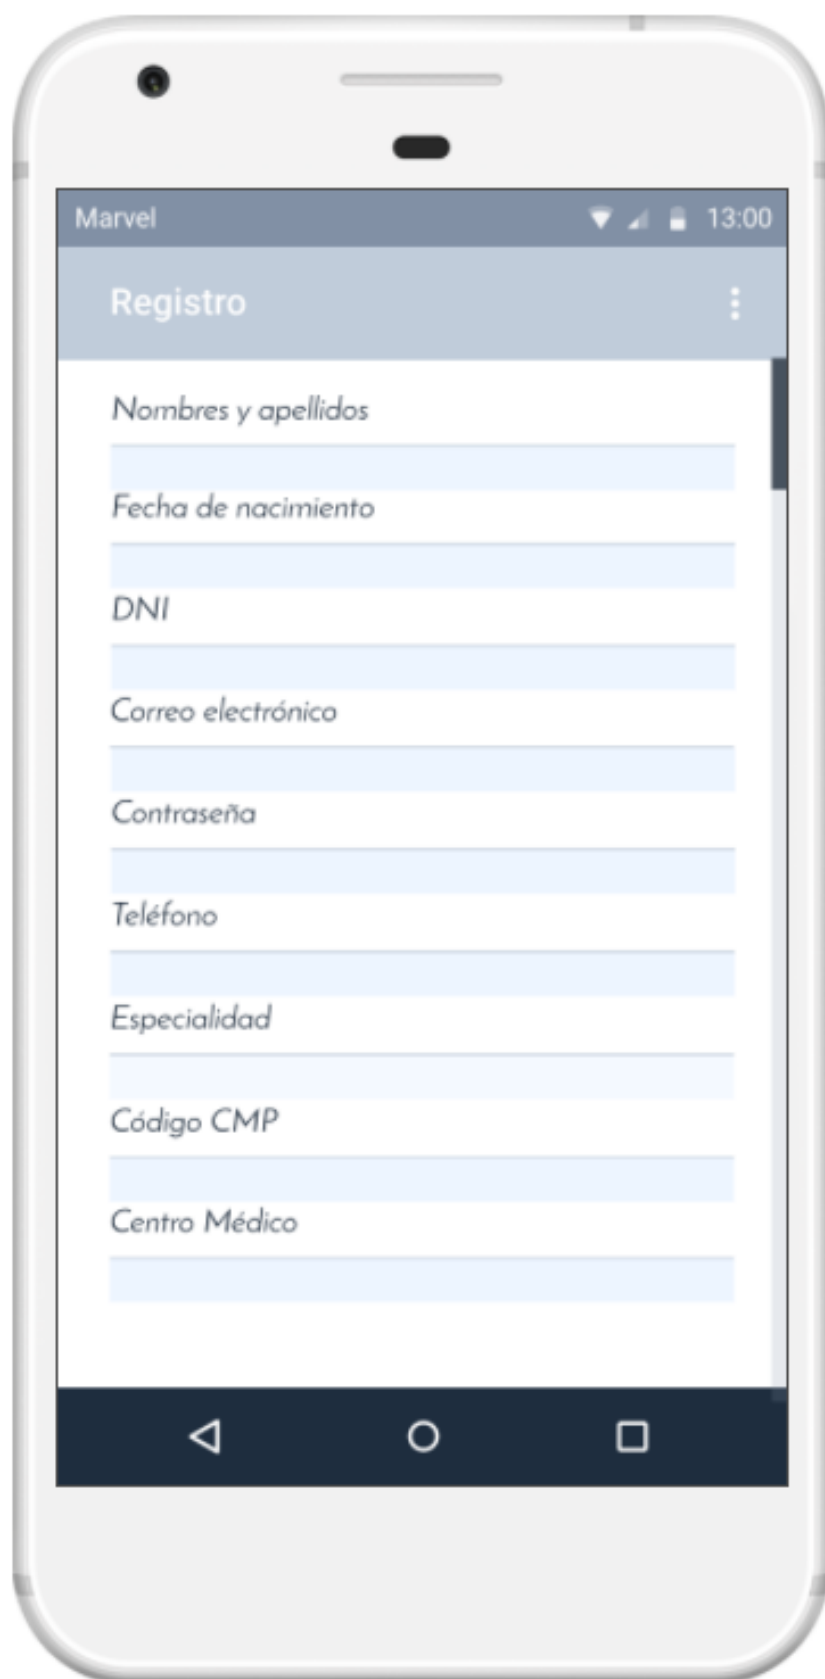 Marvel 13:00
Registro
Nombres y apellidos
Fecha de nacimiento
DNI
Correo electrónico
Contraseña
Teléfono
Especialidad
Código CMP
Centro Médico